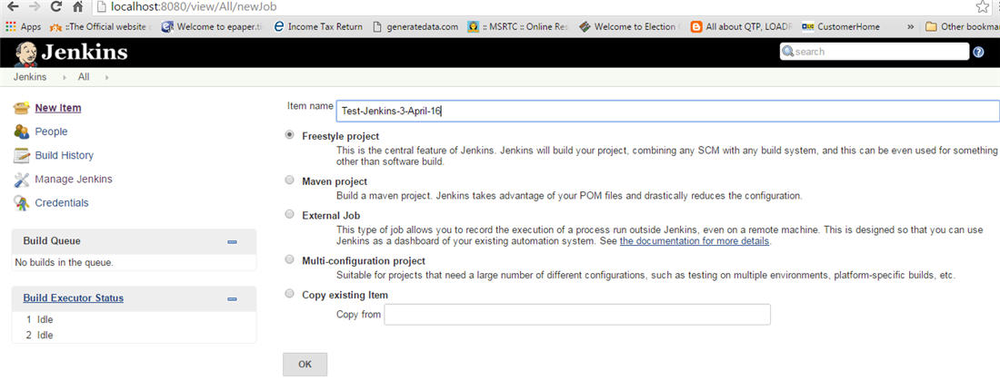 localhost:8080/view/All/newJob
Apps ::The Official website Welcome to epaper.ti Income Tax Return generatedata.com :: MSRTC :: Online Res Welcome to Election All about QTP, LOADR CustomerHome » Other bookmar
Jenkins
search
Jenkins All
New Item
People
Build History
Manage Jenkins
Credentials
Build Queue
No builds in the queue.
Build Executor Status
1 Idle
2 Idle
Item name Test-Jenkins-3-April-16
Freestyle project
This is the central feature of Jenkins. Jenkins will build your project, combining any SCM with any build system, and this can be even used for something
other than software build.
Maven project
Build a maven project. Jenkins takes advantage of your POM files and drastically reduces the configuration.
External Job
This type of job allows you to record the execution of a process run outside Jenkins, even on a remote machine. This is designed so that you can use
Jenkins as a dashboard of your existing automation system. See the documentation for more details.
Multi-configuration project
Suitable for projects that need a large number of different configurations, such as testing on multiple environments, platform-specific builds, etc.
Copy existing Item
Copy from
OK